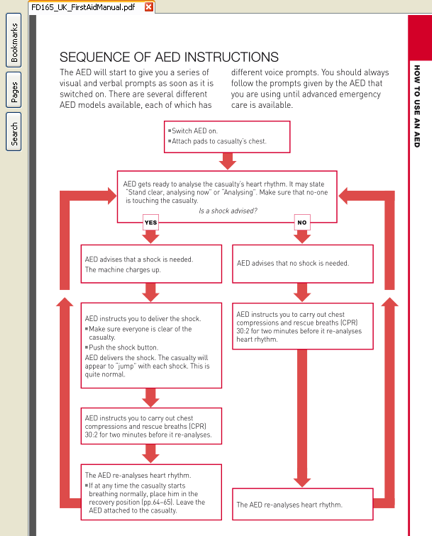 FD165_UK_FirstAidManual.pdf
Bookmarks
Pages
Search
HOW TO USE AN AED
SEQUENCE OF AED INSTRUCTIONS
The AED will start to give you a series of
visual and verbal prompts as soon as it is
switched on. There are several different
AED models available, each of which has
different voice prompts. You should always
follow the prompts given by the AED that
you are using until advanced emergency
care is available.
▪Switch AED on.
▪Attach pads to casualty's chest.
AED gets ready to analyse the casualty's heart rhythm. It may state
"Stand clear, analysing now" or "Analysing". Make sure that no-one
is touching the casualty.
Is a shock advised?
YES
NO
AED advises that a shock is needed.
The machine charges up.
AED advises that no shock is needed.
AED instructs you to deliver the shock.
▪Make sure everyone is clear of the
casualty.
▪Push the shock button.
AED delivers the shock. The casualty will
appear to "jump" with each shock. This is
quite normal.
AED instructs you to carry out chest
compressions and rescue breaths (CPR)
30:2 for two minutes before it re-analyses
heart rhythm.
AED instructs you to carry out chest
compressions and rescue breaths (CPR)
30:2 for two minutes before it re-analyses.
The AED re-analyses heart rhythm.
▪If at any time the casualty starts
breathing normally, place him in the
recovery position (pp.64–65). Leave the
AED attached to the casualty.
The AED re-analyses heart rhythm.